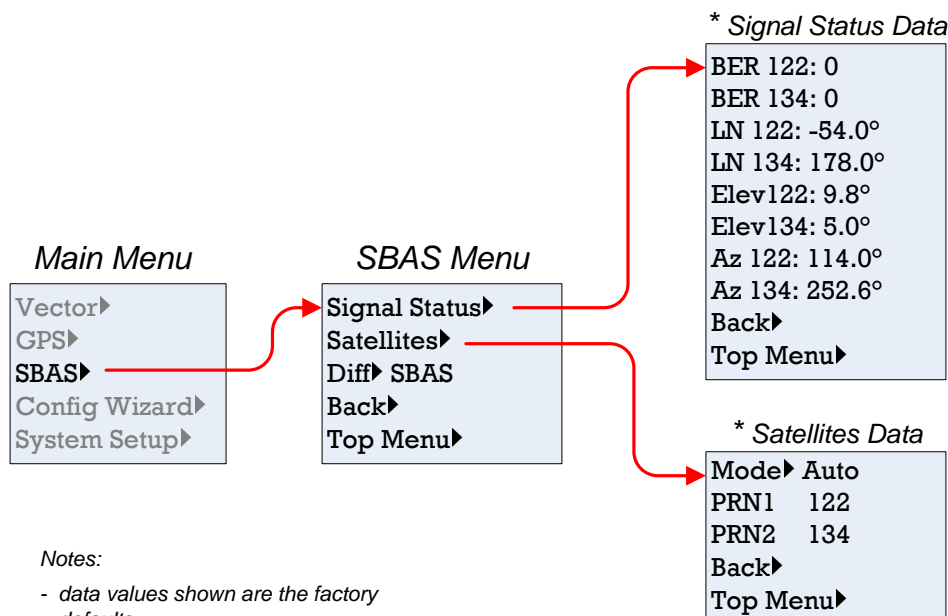 * Signal Status Data
BER 122: 0
BER 134: 0
LN 122: -54.0°
LN 134: 178.0°
Elev122: 9.8°
Elev134: 5.0°
Az 122: 114.0°
Az 134: 252.6°
Back
Top Menu
Main Menu
Vector
GPS
SBAS
Config Wizard
System Setup
SBAS Menu
Signal Status
Satellites
Diff SBAS
Back
Top Menu
* Satellites Data
Mode Auto
PRN1 122
PRN2 134
Back
Top Menu
Notes:
- data values shown are the factory